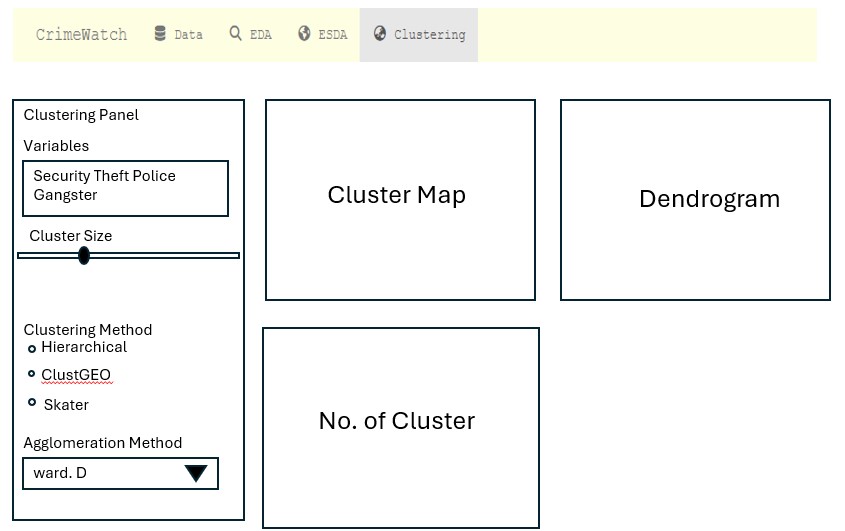 CrimeWatch Data EDA ESDA Clustering
Clustering Panel
Variables
Security Theft Police
Gangster
Cluster Size
Clustering Method
Hierarchical
ClustGEO
Skater
Agglomeration Method
ward. D
Cluster Map
Dendrogram
No. of Cluster